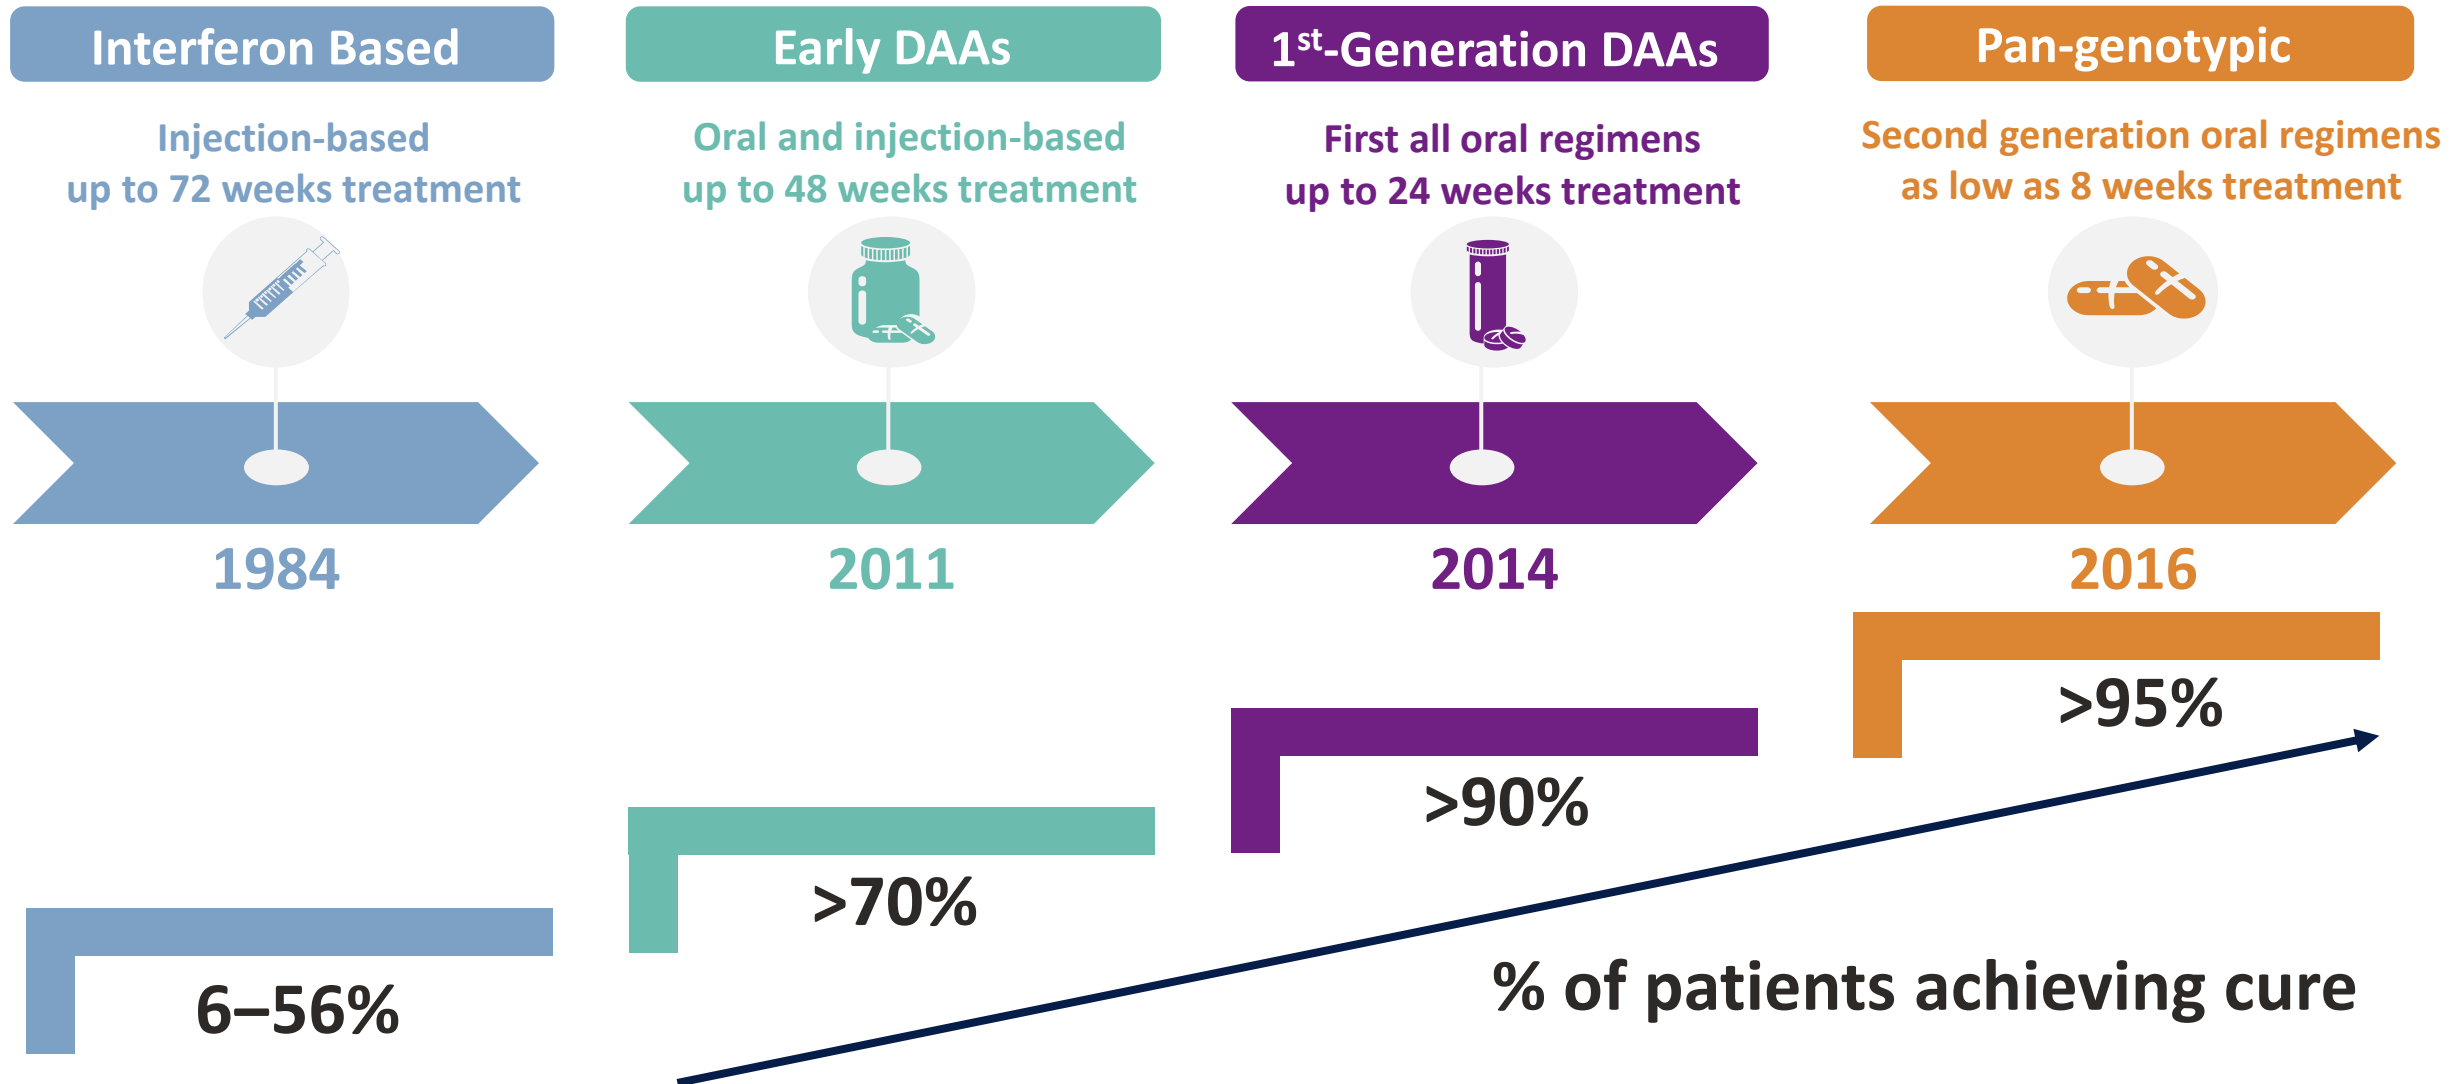 Interferon Based
Injection-based
up to 72 weeks treatment
1984
6–56%
Early DAAs
Oral and injection-based
up to 48 weeks treatment
2011
>70%
1st-Generation DAAs
First all oral regimens
up to 24 weeks treatment
2014
>90%
Pan-genotypic
Second generation oral regimens
as low as 8 weeks treatment
2016
>95%
% of patients achieving cure